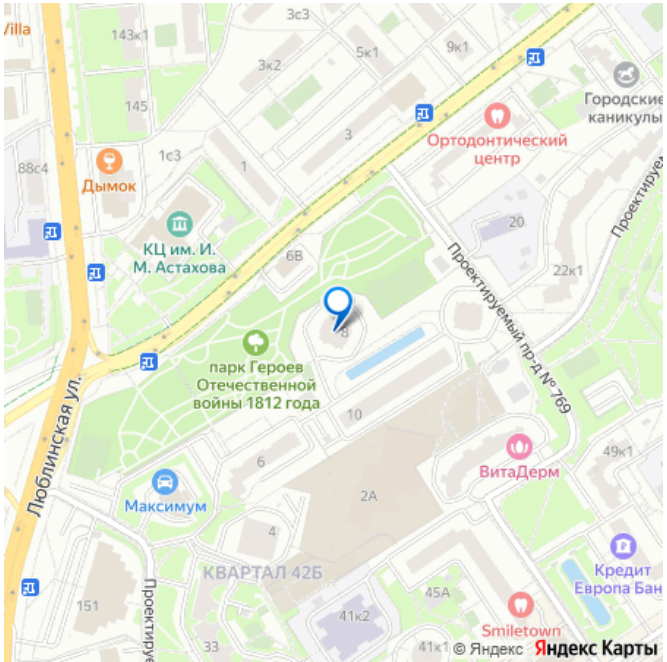 3с3
Villa
143к1
5к1
9к1
3к2
Городские
каникулы
145
3
Ортодонтический
центр
1с3
1
88с4
Дымок
20
КЦ им. И.
М. Астахова
6В
Проектируе
22к1
8
Проектируемый пр-д № 769
парк Героев
Отечественной
войны 1812 года
Люблинская ул.
10
49к1
6
ВитаДерм
Максимум
2А
4
КВАРТАЛ 42Б
Кредит
Европа Бан
45А
151
Проектируе
41к2
Smiletown
33
41к1
© Яндекс Яндекс Карты